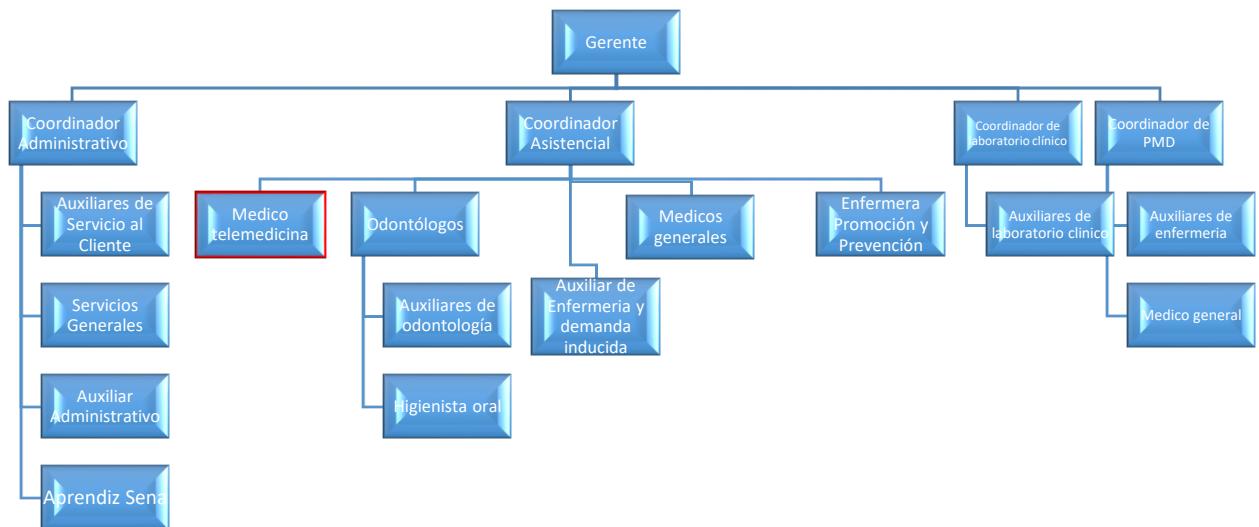 Gerente
Coordinador
Administrativo
Coordinador
Asistencial
Coordinador de
laboratorio clínico
Coordinador de
PMD
Auxiliares de
Servicio al
Cliente
Medico
telemedicina
Odontólogos
Medicos
generales
Enfermera
Promoción y
Prevención
Auxiliares de
laboratorio clinico
Auxiliares de
enfermeria
Servicios
Generales
Auxiliares de
odontología
Auxiliar de
Enfermeria y
demanda
inducida
Medico general
Auxiliar
Administrativo
Higienista oral
Aprendiz Sena